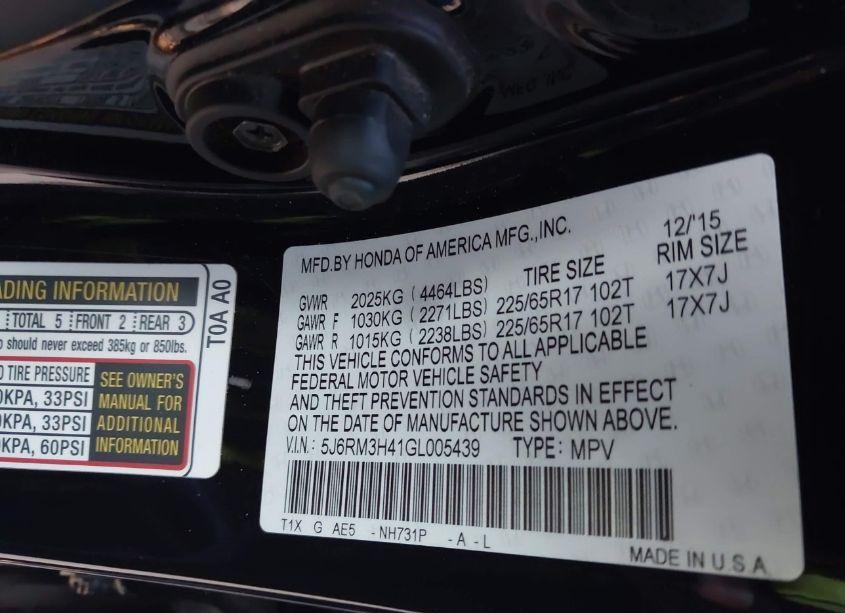 ADING INFORMATION
TOTAL 5 FRONT 2 REAR 3
should never exceed 385kg or 850lbs.
TIRE PRESSURE
KPA, 33PSI
KPA, 33PSI
KPA, 60PSI
SEE OWNER'S
MANUAL FOR
ADDITIONAL
INFORMATION
T0A A0
MFD.BY HONDA OF AMERICA MFG.,INC. 12/'15
TIRE SIZE RIM SIZE
GVWR 2025KG (4464LBS)
GAWR F 1030KG (2271LBS) 225/65R17 102T 17X7J
GAWR R 1015KG (2238LBS) 225/65R17 102T 17X7J
THIS VEHICLE CONFORMS TO ALL APPLICABLE
FEDERAL MOTOR VEHICLE SAFETY
AND THEFT PREVENTION STANDARDS IN EFFECT
ON THE DATE OF MANUFACTURE SHOWN ABOVE.
V.I.N.: 5J6RM3H41GL005439 TYPE: MPV
T1X G AE5 -NH731P -A-L
MADE IN U.S.A